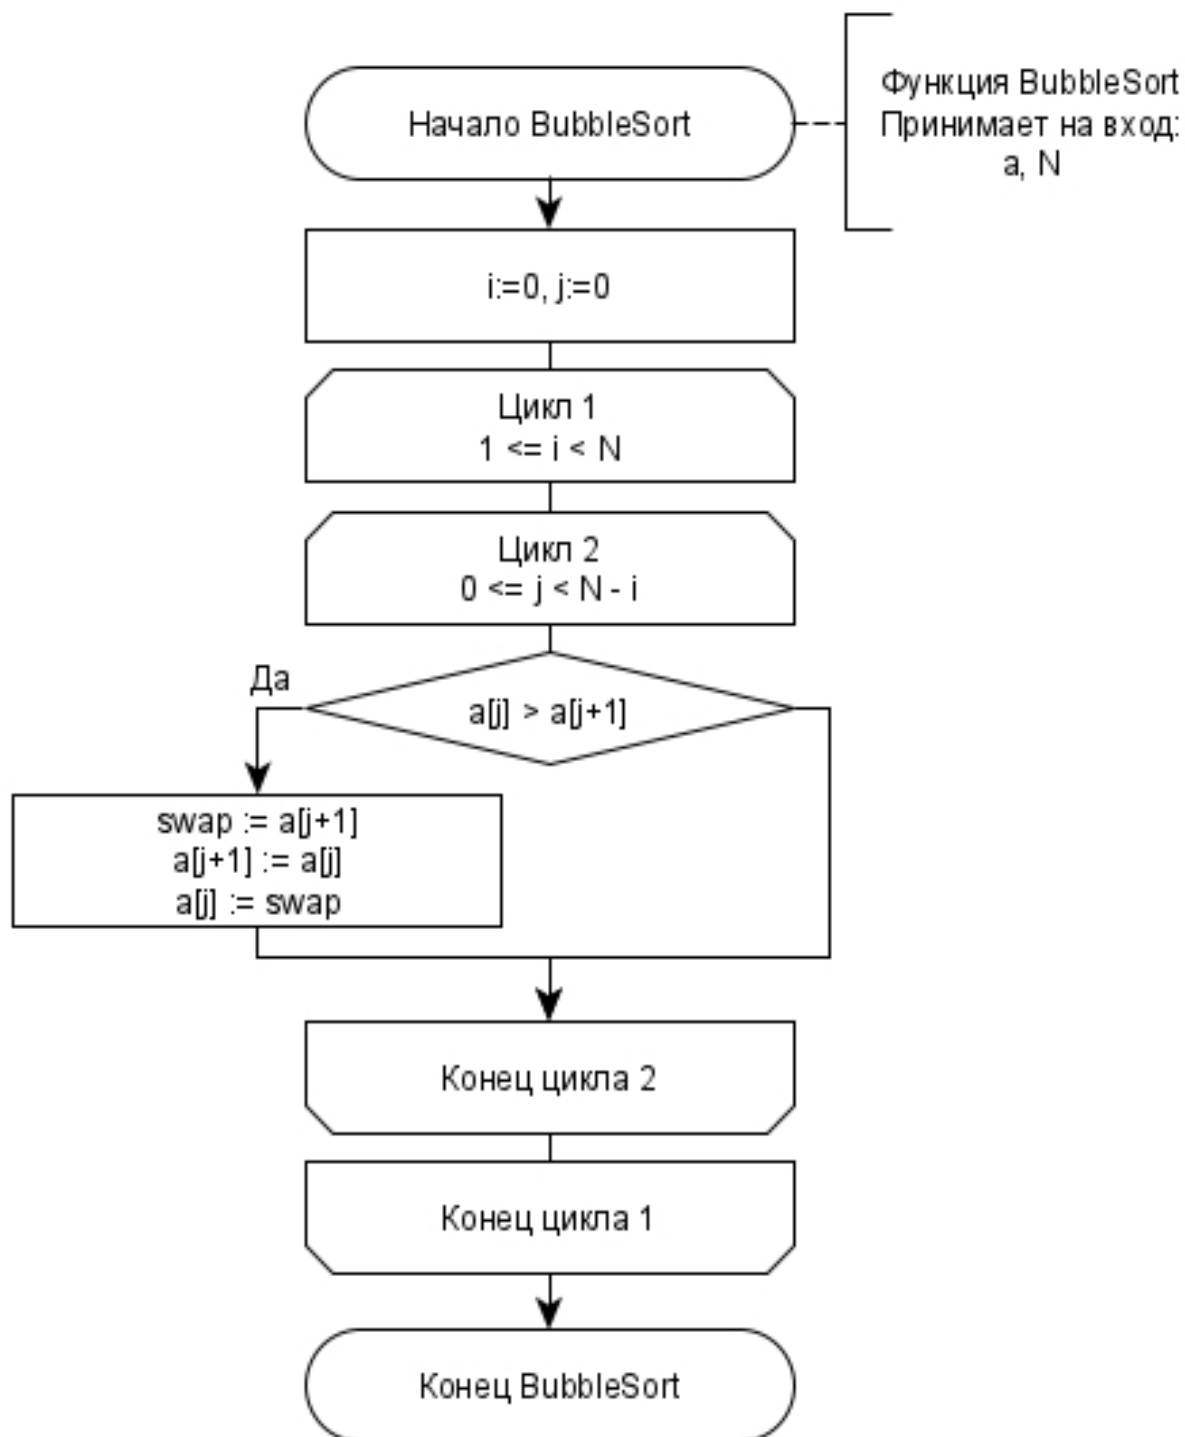 Начало BubbleSort
Функция BubbleSort
Принимает на вход:
a, N
i:=0, j:=0
Цикл 1
1 <= i < N
Цикл 2
0 <= j < N - i
Да
a[j] > a[j+1]
swap := a[j+1]
a[j+1] := a[j]
a[j] := swap
Конец цикла 2
Конец цикла 1
Конец BubbleSort